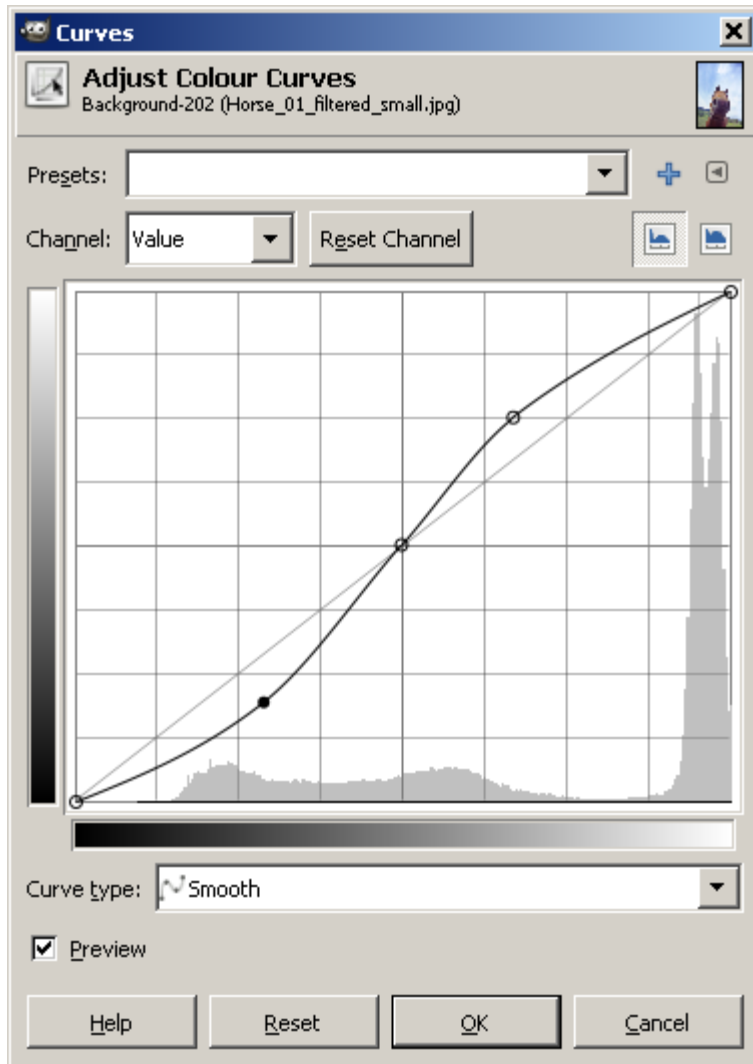 Curves
Adjust Colour Curves
Background-202 (Horse_01_filtered_small.jpg)
Presets:
Channel: Value Reset Channel
Curve type: Smooth
Preview
Help Reset OK Cancel